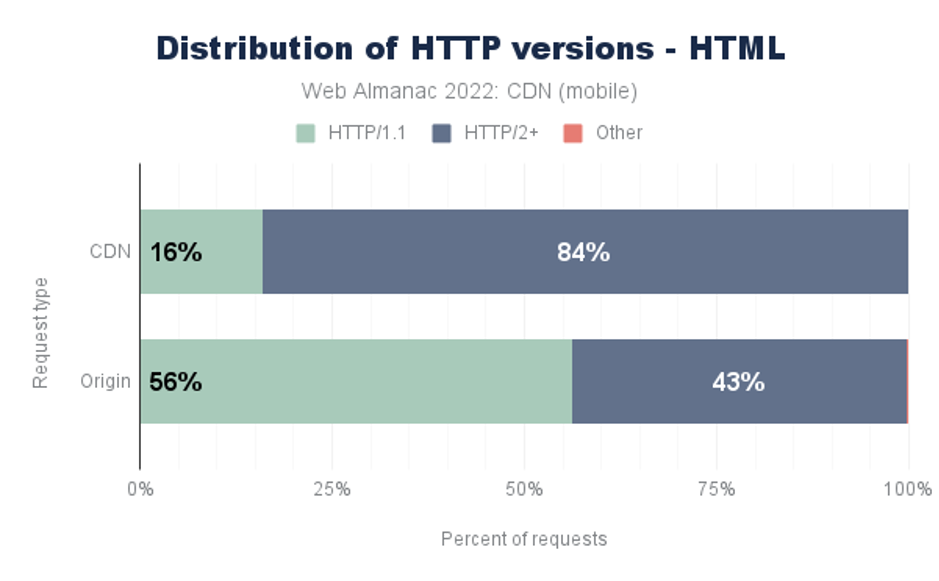 Distribution of HTTP versions - HTML
Web Almanac 2022: CDN (mobile)
HTTP/1.1 HTTP/2+ Other
Request type
CDN 16% 84%
Origin 56% 43%
0% 25% 50% 75% 100%
Percent of requests